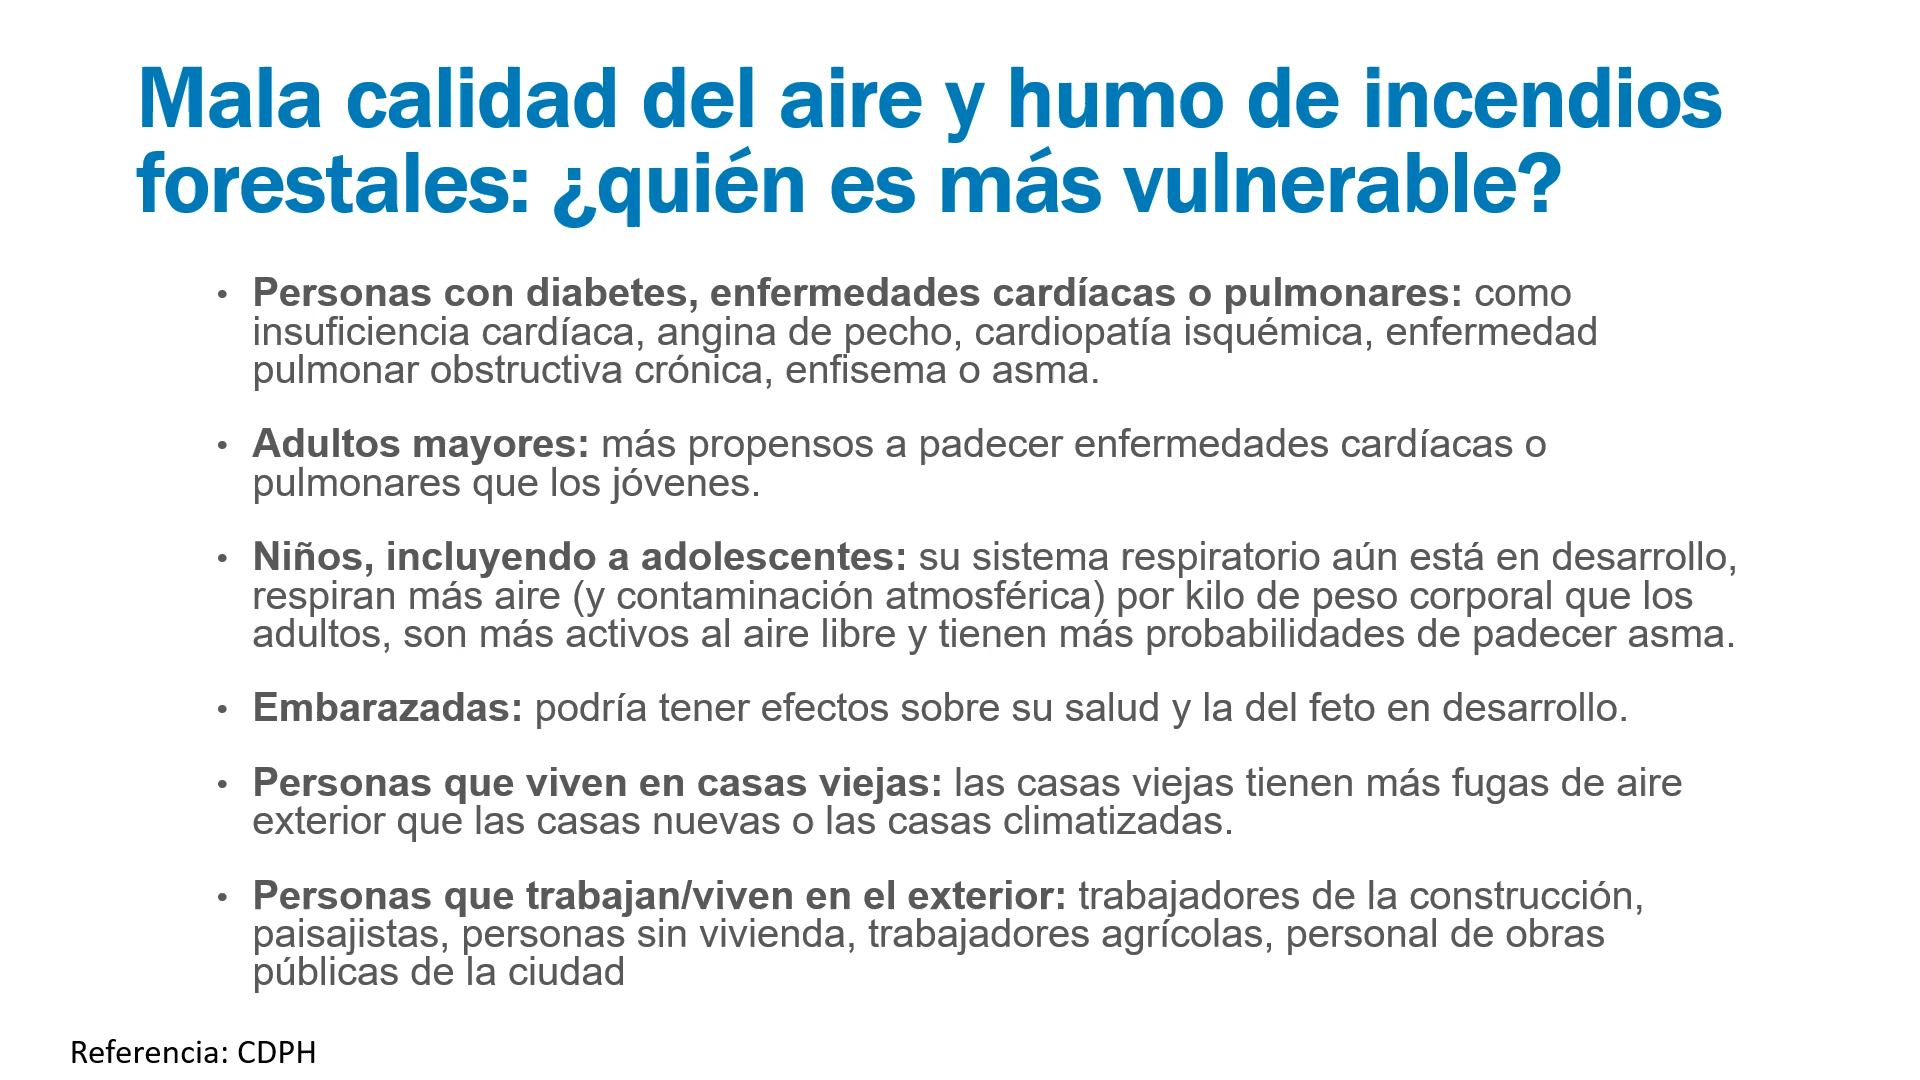 Mala calidad del aire y humo de incendios
forestales: ¿quién es más vulnerable?
• Personas con diabetes, enfermedades cardíacas o pulmonares: como
insuficiencia cardíaca, angina de pecho, cardiopatía isquémica, enfermedad
pulmonar obstructiva crónica, enfisema o asma.
• Adultos mayores: más propensos a padecer enfermedades cardíacas o
pulmonares que los jóvenes.
• Niños, incluyendo a adolescentes: su sistema respiratorio aún está en desarrollo,
respiran más aire (y contaminación atmosférica) por kilo de peso corporal que los
adultos, son más activos al aire libre y tienen más probabilidades de padecer asma.
• Embarazadas: podría tener efectos sobre su salud y la del feto en desarrollo.
• Personas que viven en casas viejas: las casas viejas tienen más fugas de aire
exterior que las casas nuevas o las casas climatizadas.
• Personas que trabajan/viven en el exterior: trabajadores de la construcción,
paisajistas, personas sin vivienda, trabajadores agrícolas, personal de obras
públicas de la ciudad
Referencia: CDPH